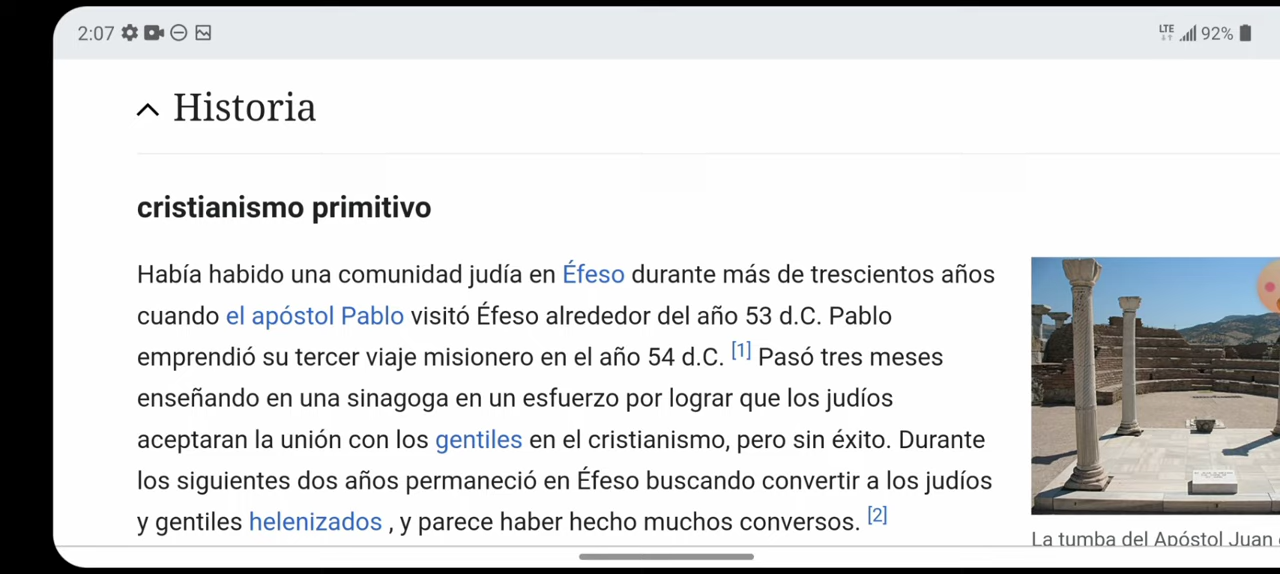 2:07
LTE 92%
Historia
cristianismo primitivo
Había habido una comunidad judía en Éfeso durante más de trescientos años
cuando el apóstol Pablo visitó Éfeso alrededor del año 53 d.C. Pablo
emprendió su tercer viaje misionero en el año 54 d.C. [1] Pasó tres meses
enseñando en una sinagoga en un esfuerzo por lograr que los judíos
aceptaran la unión con los gentiles en el cristianismo, pero sin éxito. Durante
los siguientes dos años permaneció en Éfeso buscando convertir a los judíos
y gentiles helenizados , y parece haber hecho muchos conversos. [2]
La tumba del Apóstol Juan